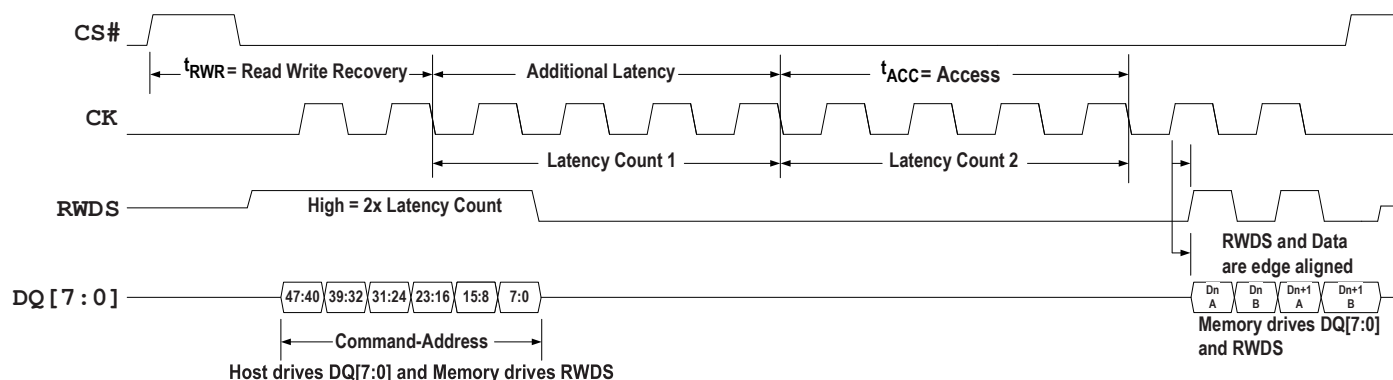 CS#
tRWR = Read Write Recovery
Additional Latency
tACC = Access
CK
Latency Count 1
Latency Count 2
RWDS
High = 2x Latency Count
RWDS and Data
are edge aligned
DQ[7:0]
47:40 39:32 31:24 23:16 15:8 7:0
Dn
A
Dn
B
Dn+1
A
Dn+1
B
Command-Address
Memory drives DQ[7:0]
and RWDS
Host drives DQ[7:0] and Memory drives RWDS